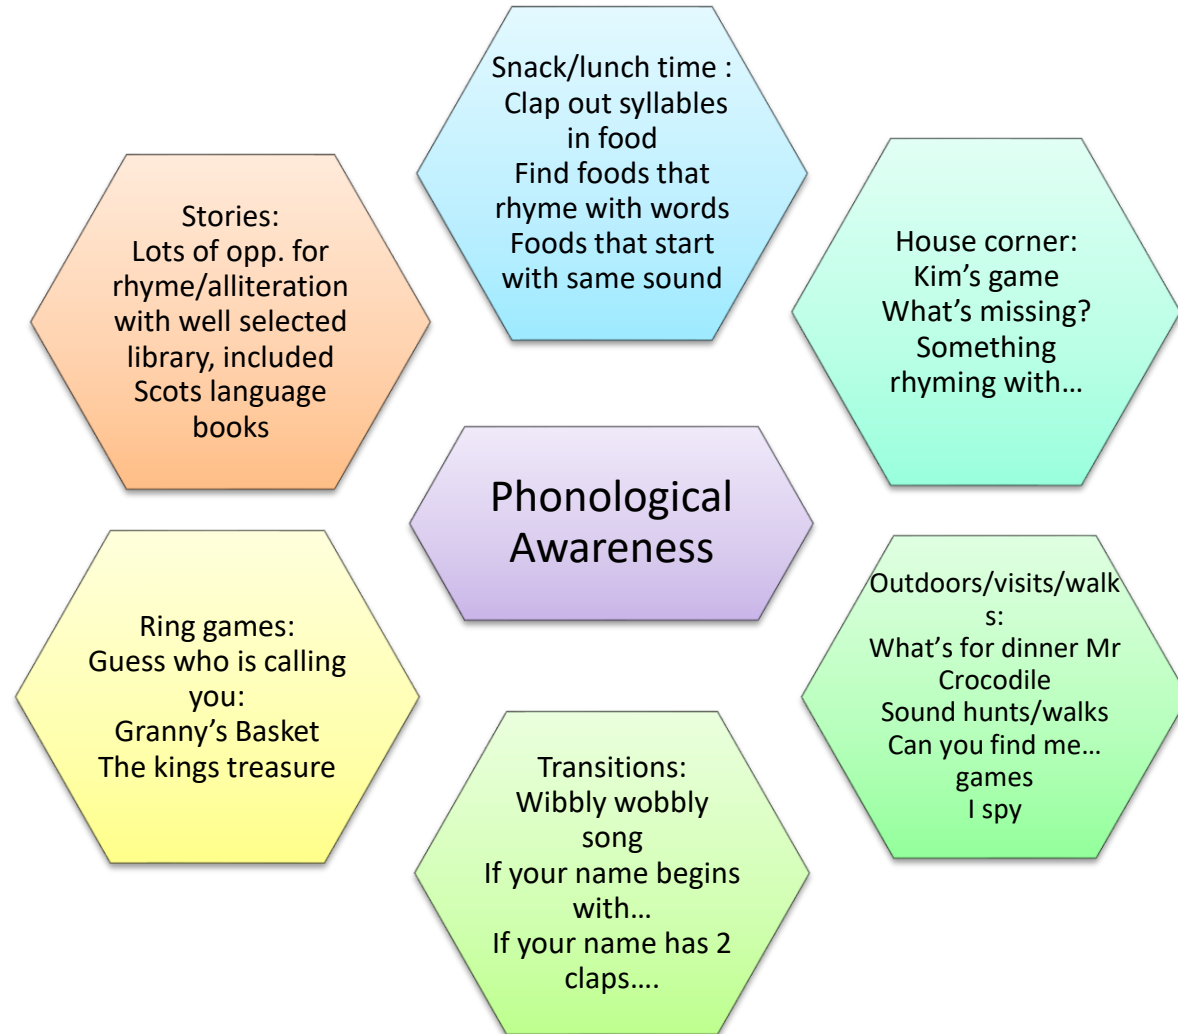 Snack/lunch time :
Clap out syllables
in food
Find foods that
rhyme with words
Foods that start
with same sound
Stories:
Lots of opp. for
rhyme/alliteration
with well selected
library, included
Scots language
books
House corner:
Kim’s game
What’s missing?
Something
rhyming with…
Phonological
Awareness
Ring games:
Guess who is calling
you:
Granny’s Basket
The kings treasure
Outdoors/visits/walk
s:
What’s for dinner Mr
Crocodile
Sound hunts/walks
Can you find me…
games
I spy
Transitions:
Wibbly wobbly
song
If your name begins
with…
If your name has 2
claps….